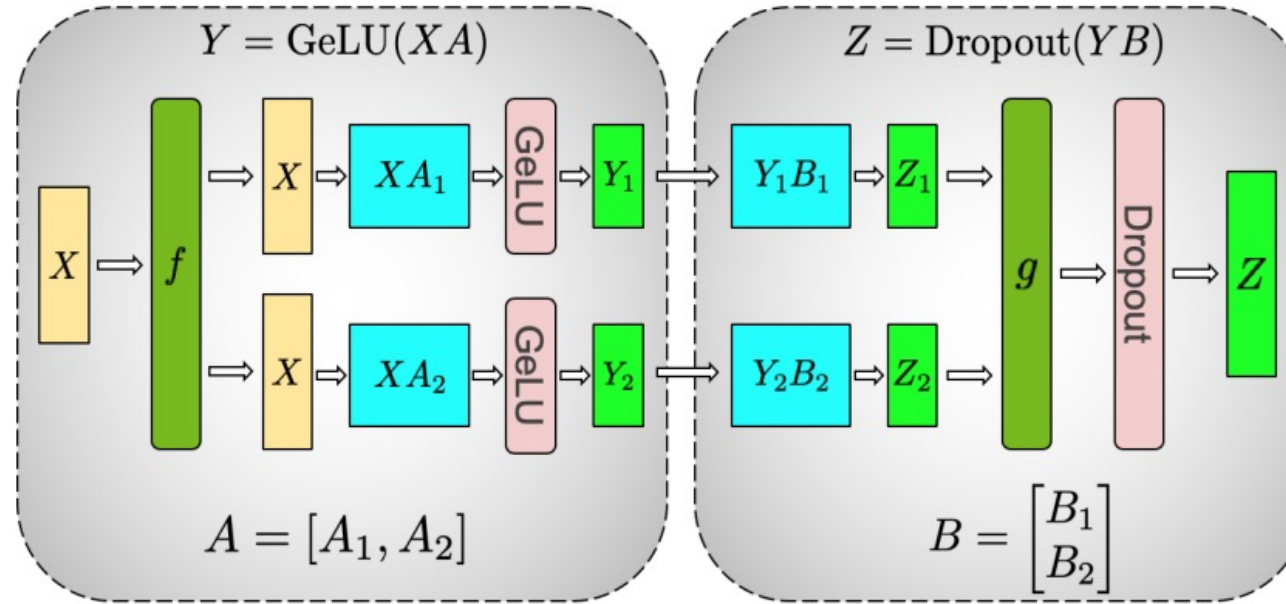 Y = GeLU(XA)
X
f
X
XA₁
GeLU
Y₁
X
XA₂
GeLU
Y₂
A = [A₁, A₂]
Z = Dropout(YB)
Y₁B₁
Z₁
Y₂B₂
Z₂
g
Dropout
Z
B = [B₁
B₂]